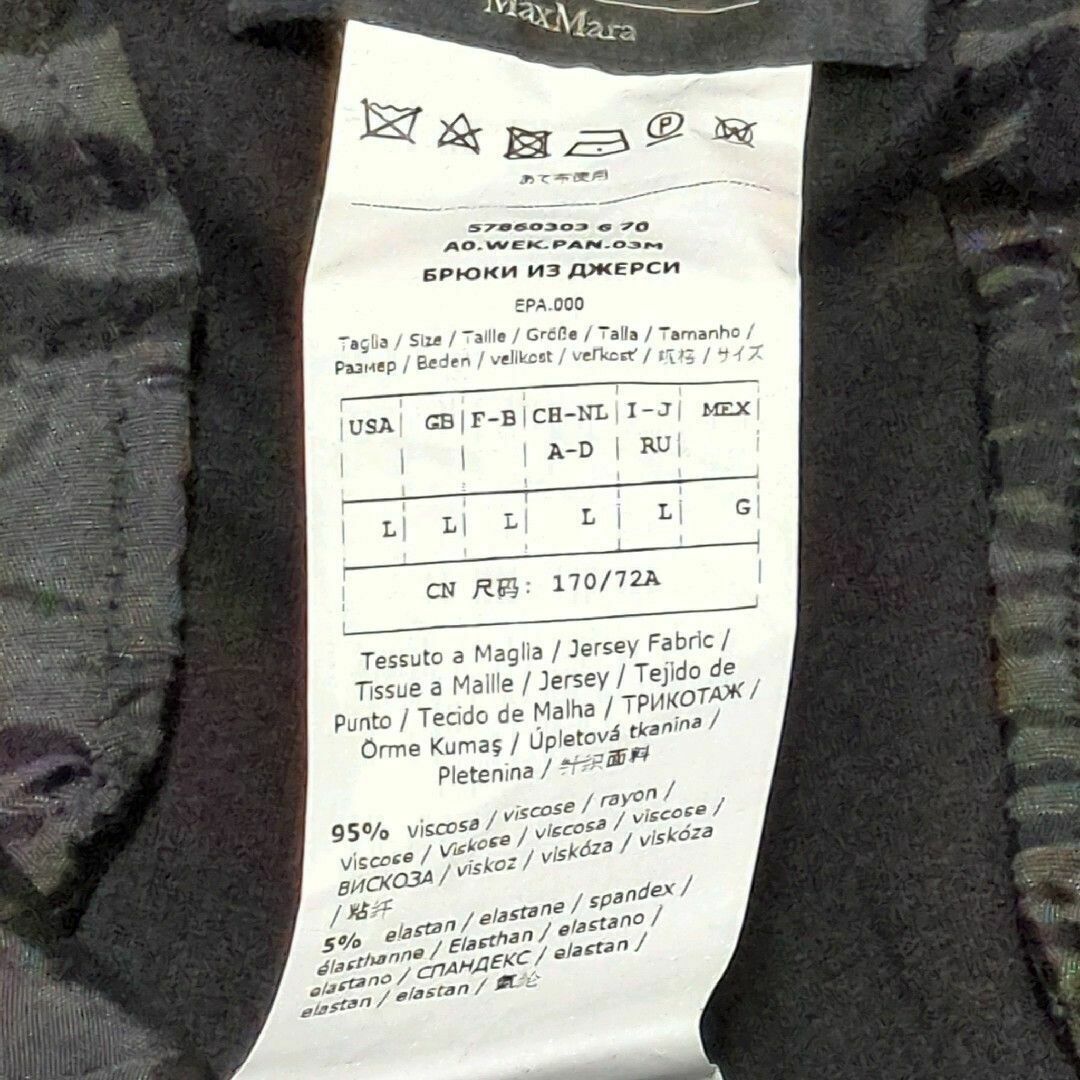 MaxMara
P
W
あて布使用
57860303 6 70
A0.WEK.PAN.03M
БРЮКИ ИЗ ДЖЕРСИ
EPA.000
Taglia / Size / Taille / Größe / Talla / Tamanho /
Размер / Beden / velikost / veľkosť / 规格 / サイズ
USA GB F-B CH-NL I-J MEX
A-D RU
L L L L L G
CN 尺码: 170/72A
Tessuto a Maglia / Jersey Fabric /
Tissue a Maille / Jersey / Tejido de
Punto / Tecido de Malha / ТРИКОТАЖ /
Örme Kumaş / Úpletová tkanina /
Pletenina / 针织面料
95% viscosa / viscose / rayon /
viscose / Viskose / viscosa / viscose /
ВИСКОЗА / viskoz / viskóza / viskóza
/ 粘纤
5% elastan / elastane / spandex /
élasthanne / Elasthan / elastano /
elastano / СПАНДЕКС / elastan /
elastan / elastan / 氨纶